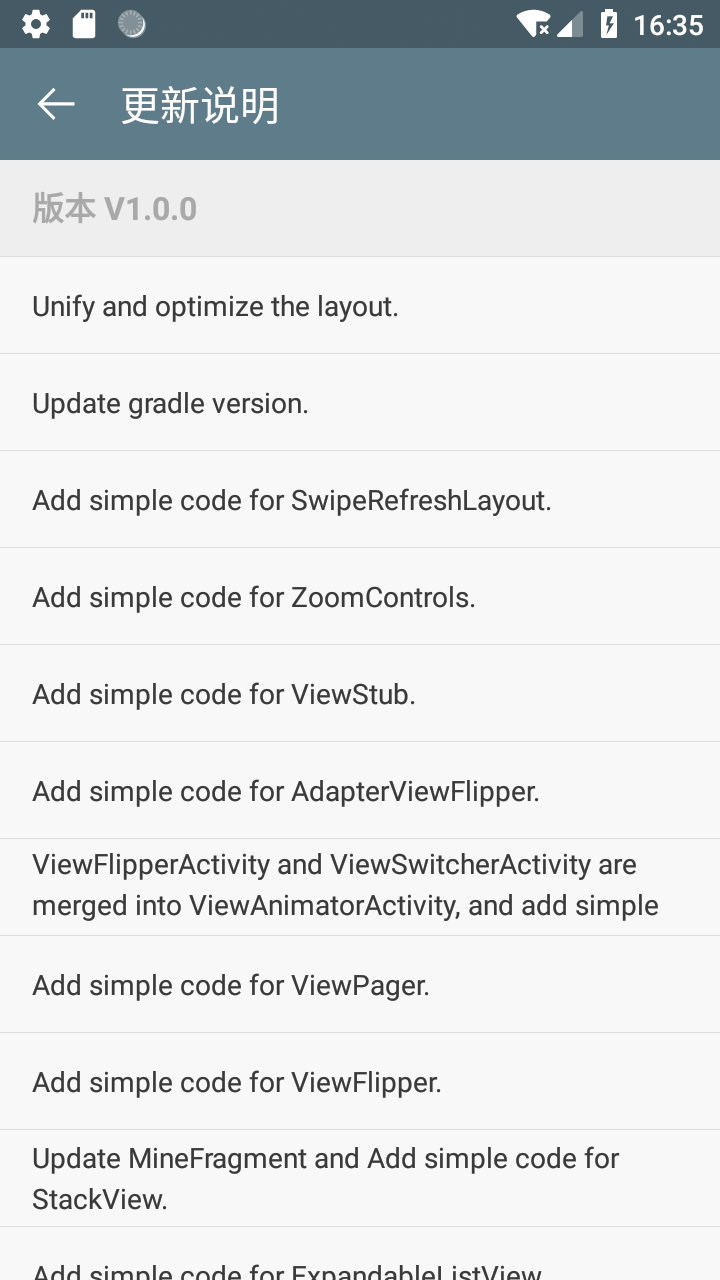 16:35
更新说明
版本 V1.0.0
Unify and optimize the layout.
Update gradle version.
Add simple code for SwipeRefreshLayout.
Add simple code for ZoomControls.
Add simple code for ViewStub.
Add simple code for AdapterViewFlipper.
ViewFlipperActivity and ViewSwitcherActivity are
merged into ViewAnimatorActivity, and add simple
Add simple code for ViewPager.
Add simple code for ViewFlipper.
Update MineFragment and Add simple code for
StackView.
Add simple code for ExpandableListView